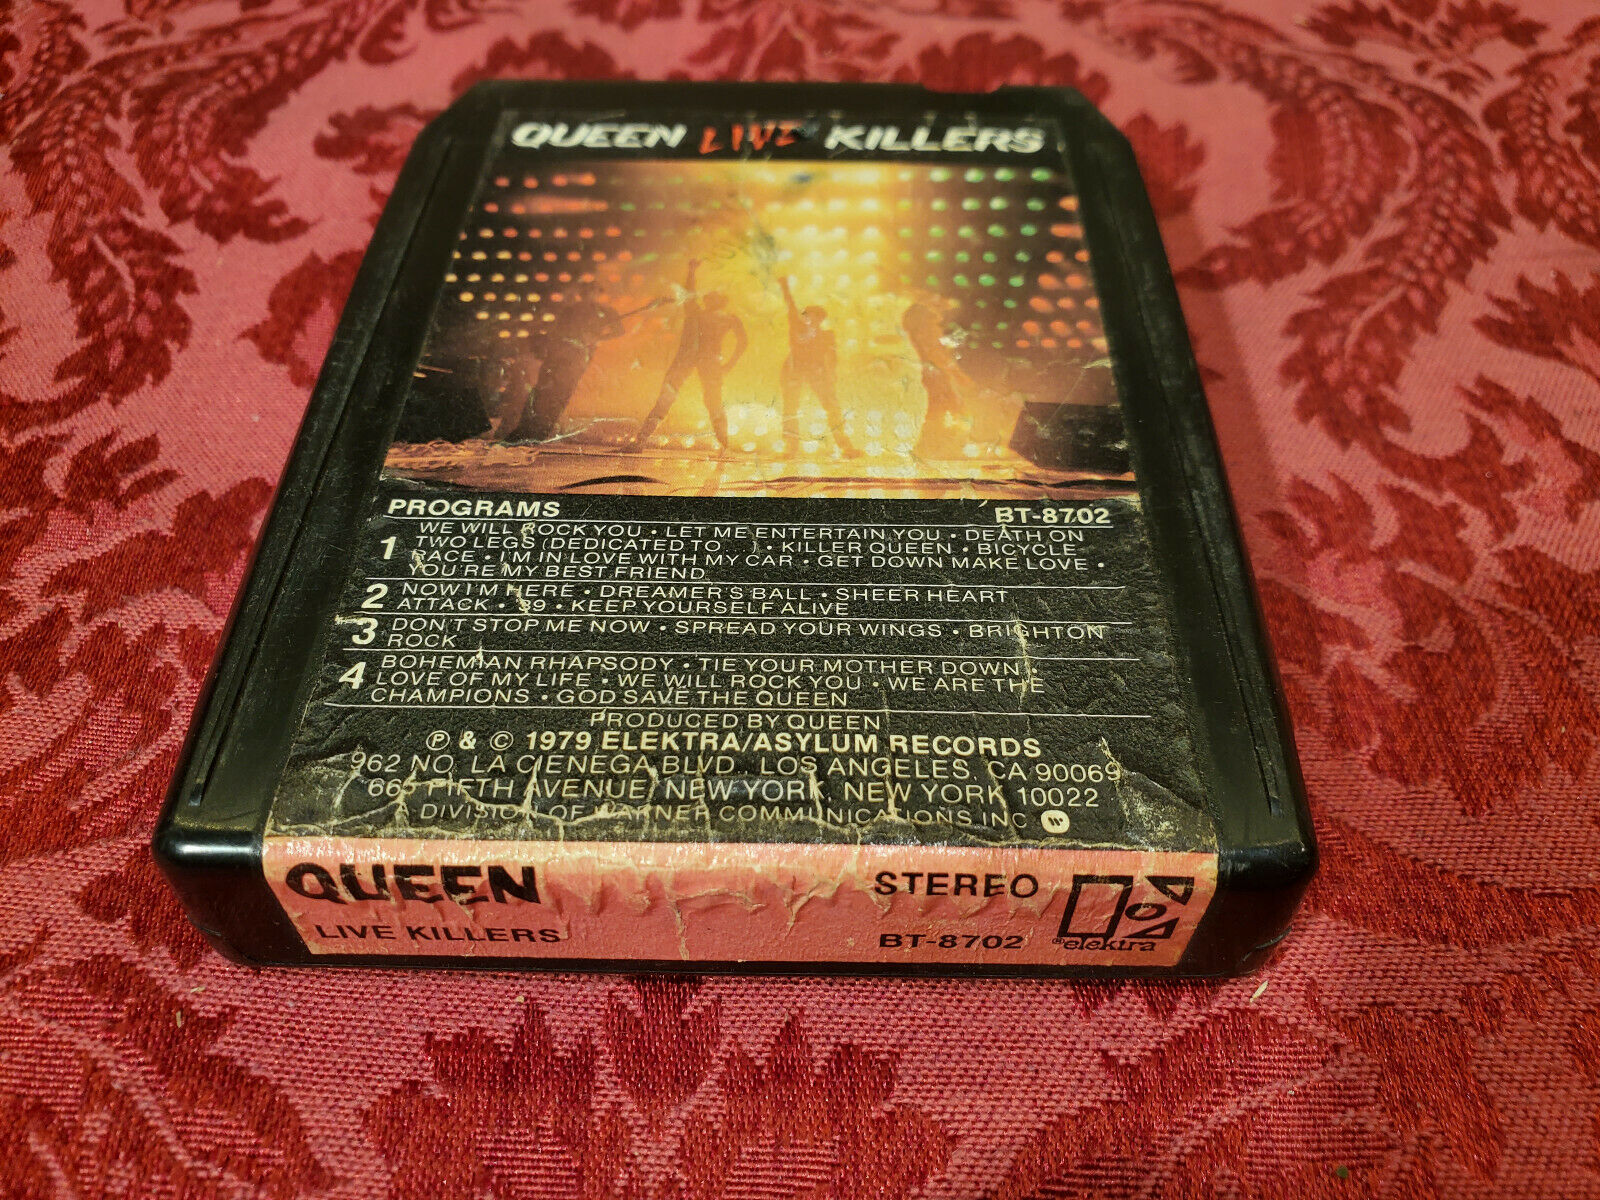 QUEEN LIVE KILLERS
PROGRAMS BT-8702
1 WE WILL ROCK YOU • LET ME ENTERTAIN YOU • DEATH ON
TWO LEGS (DEDICATED TO . . .) • KILLER QUEEN • BICYCLE
RACE • I'M IN LOVE WITH MY CAR • GET DOWN MAKE LOVE •
YOU'RE MY BEST FRIEND
2 NOW I'M HERE • DREAMER'S BALL • SHEER HEART
ATTACK • '39 • KEEP YOURSELF ALIVE
3 DON'T STOP ME NOW • SPREAD YOUR WINGS • BRIGHTON
ROCK
4 BOHEMIAN RHAPSODY • TIE YOUR MOTHER DOWN •
LOVE OF MY LIFE • WE WILL ROCK YOU • WE ARE THE
CHAMPIONS • GOD SAVE THE QUEEN
PRODUCED BY QUEEN
℗ & © 1979 ELEKTRA/ASYLUM RECORDS
962 NO. LA CIENEGA BLVD. LOS ANGELES, CA 90069
665 FIFTH AVENUE, NEW YORK, NEW YORK 10022
DIVISION OF WARNER COMMUNICATIONS INC
QUEEN STEREO
LIVE KILLERS BT-8702 ®elektra